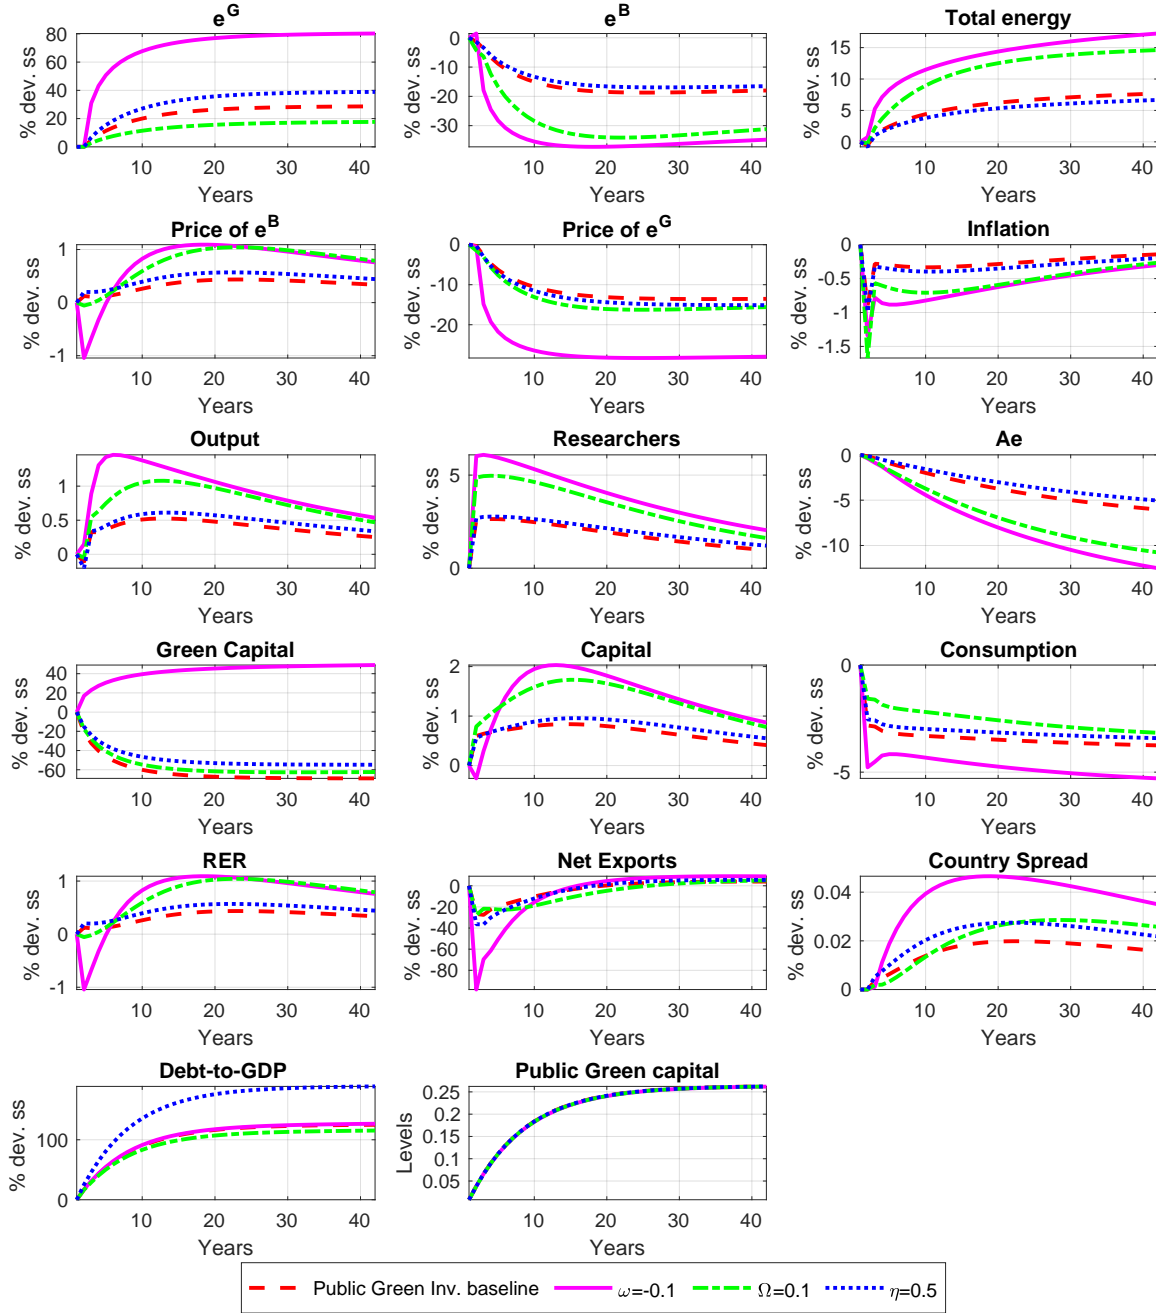 e^G
e^B
Total energy
% dev. ss
80
60
40
20
0
10 20 30 40
Years
% dev. ss
0
-10
-20
-30
10 20 30 40
Years
% dev. ss
15
10
5
0
10 20 30 40
Years
Price of e^B
Price of e^G
Inflation
% dev. ss
1
0
-1
10 20 30 40
Years
% dev. ss
0
-10
-20
10 20 30 40
Years
% dev. ss
0
-0.5
-1
-1.5
10 20 30 40
Years
Output
Researchers
Ae
% dev. ss
1
0.5
0
10 20 30 40
Years
% dev. ss
5
0
10 20 30 40
Years
% dev. ss
0
-5
-10
10 20 30 40
Years
Green Capital
Capital
Consumption
% dev. ss
40
20
0
-20
-40
-60
10 20 30 40
Years
% dev. ss
2
1
0
10 20 30 40
Years
% dev. ss
0
-5
10 20 30 40
Years
RER
Net Exports
Country Spread
% dev. ss
1
0
-1
10 20 30 40
Years
% dev. ss
0
-20
-40
-60
-80
10 20 30 40
Years
% dev. ss
0.04
0.02
0
10 20 30 40
Years
Debt-to-GDP
Public Green capital
% dev. ss
100
0
10 20 30 40
Years
Levels
0.25
0.2
0.15
0.1
0.05
10 20 30 40
Years
Public Green Inv. baseline ω=-0.1 Ω=0.1 η=0.5